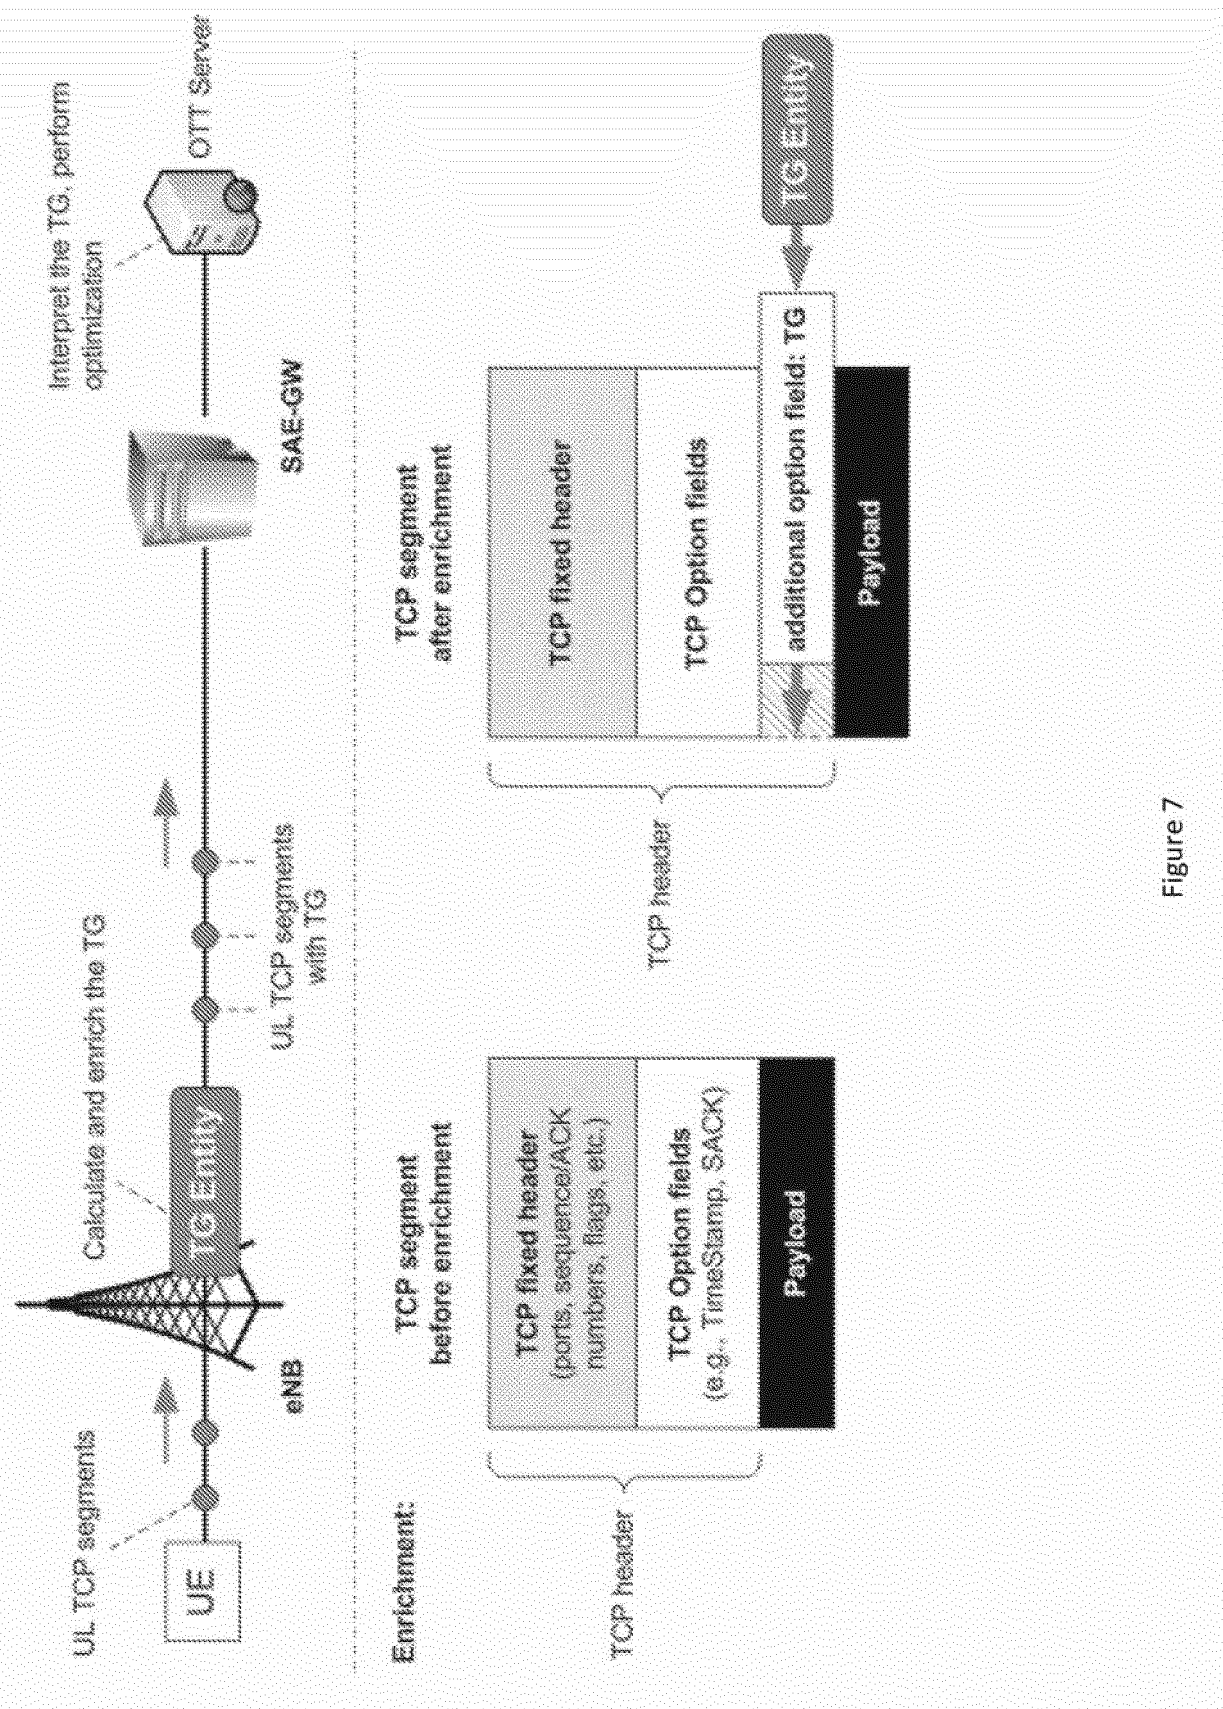 Interpret the TG, perform
optimization
Calculate and enrich the TG
UL TCP segments
UE
TG Entity
OTT Server
eNB
UL TCP segments
with TG
SAE-GW
Enrichment:
TCP segment
before enrichment
TCP segment
after enrichment
TCP header
TCP fixed header
(ports, sequence/ACK
numbers, flags, etc.)
TCP Option fields
(e.g., TimeStamp, SACK)
Payload
TCP header
TCP fixed header
TCP Option fields
additional option field: TG
TG Entity
Payload
Figure 7